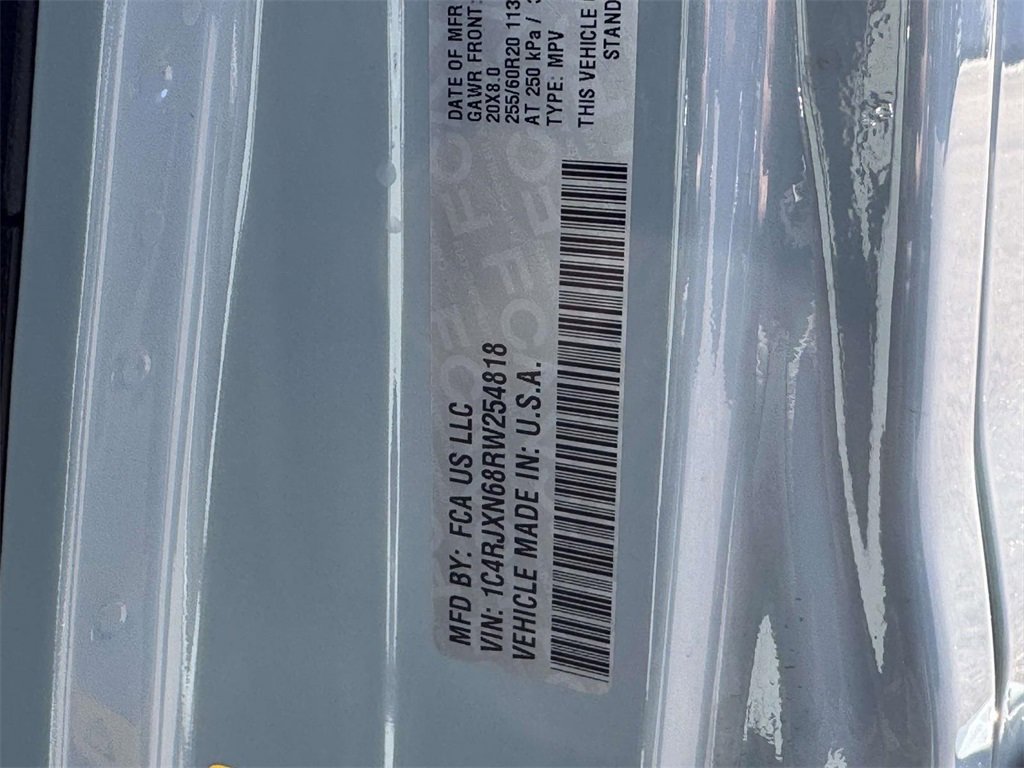 MFD BY: FCA US LLC
DATE OF MFR
VIN: 1C4RJXN68RW254818
GAWR FRONT:
VEHICLE MADE IN: U.S.A.
20X8.0
255/60R20 113
AT 250 kPa /
TYPE: MPV
THIS VEHICLE
STAND